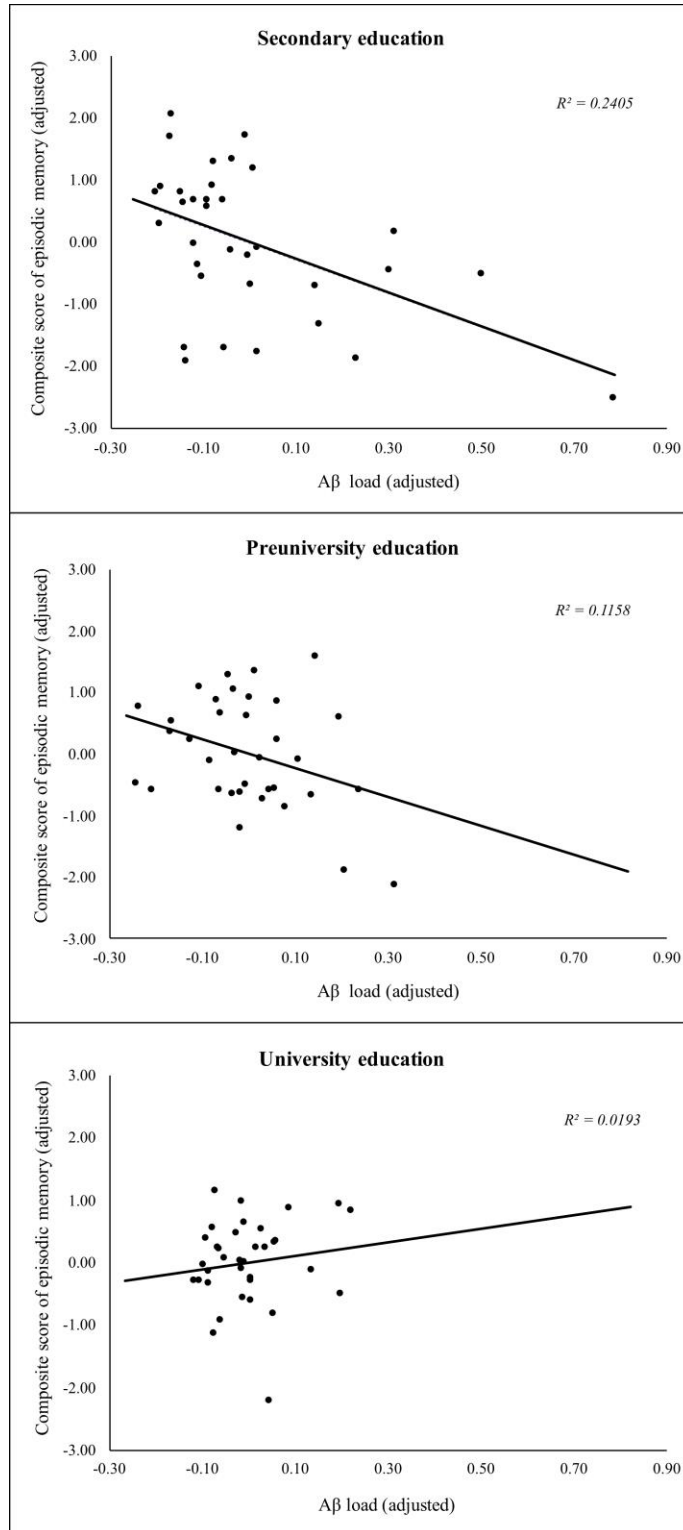 Secondary education
R² = 0.2405
Composite score of episodic memory (adjusted)
3.00
2.00
1.00
0.00
-1.00
-2.00
-3.00
-0.30 -0.10 0.10 0.30 0.50 0.70 0.90
Aβ load (adjusted)
Preuniversity education
R² = 0.1158
Composite score of episodic memory (adjusted)
3.00
2.00
1.00
0.00
-1.00
-2.00
-3.00
-0.30 -0.10 0.10 0.30 0.50 0.70 0.90
Aβ load (adjusted)
University education
R² = 0.0193
Composite score of episodic memory (adjusted)
3.00
2.00
1.00
0.00
-1.00
-2.00
-3.00
-0.30 -0.10 0.10 0.30 0.50 0.70 0.90
Aβ load (adjusted)